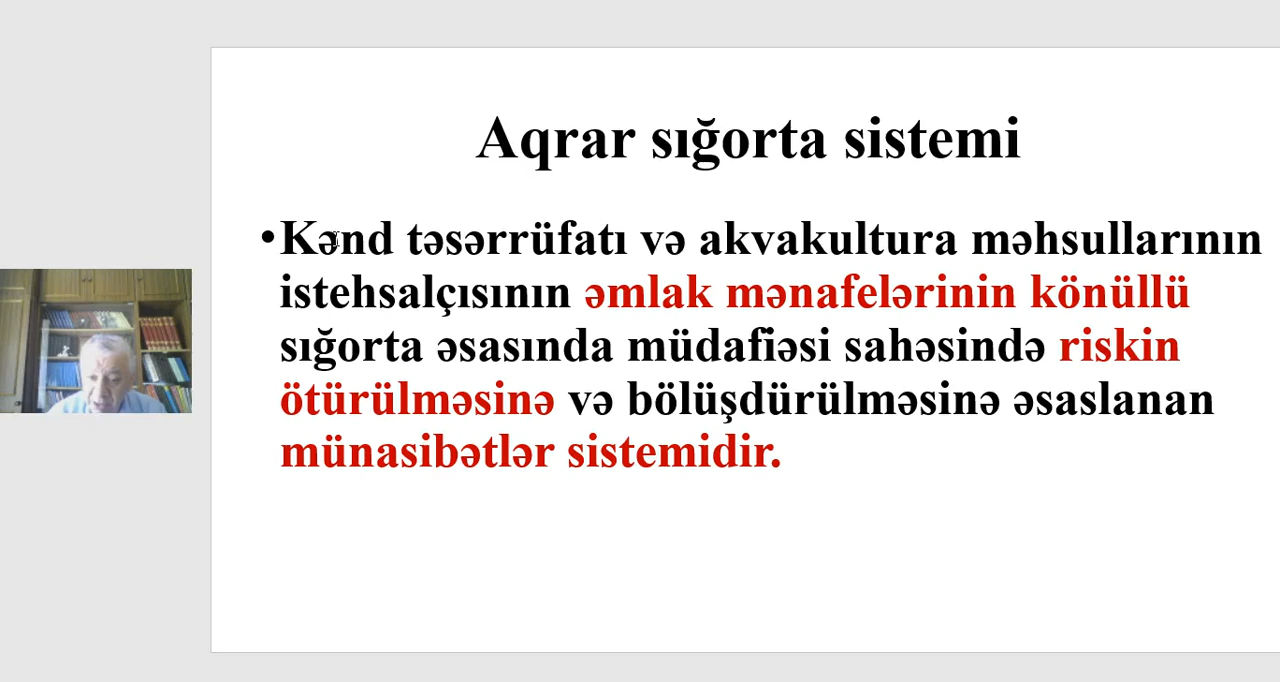 Aqrar sığorta sistemi
•Kənd təsərrüfatı və akvakultura məhsullarının
istehsalçısının əmlak mənafelərinin könüllü
sığorta əsasında müdafiəsi sahəsində riskin
ötürülməsinə və bölüşdürülməsinə əsaslanan
münasibətlər sistemidir.